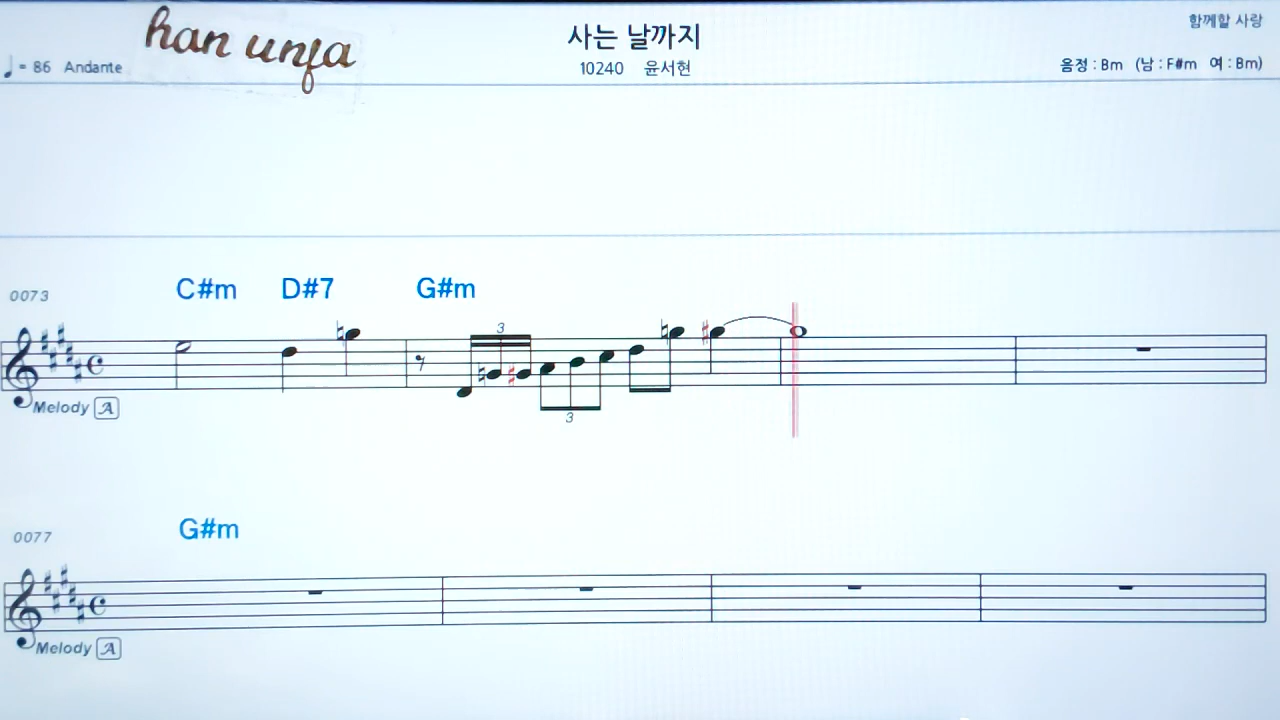 han unja
사는 날까지
함께할 사랑
♩= 86 Andante
10240 윤서현
음정 : Bm (남 : F#m 여 : Bm)
0073
C#m D#7 G#m
3
3
Melody A
0077
G#m
Melody A